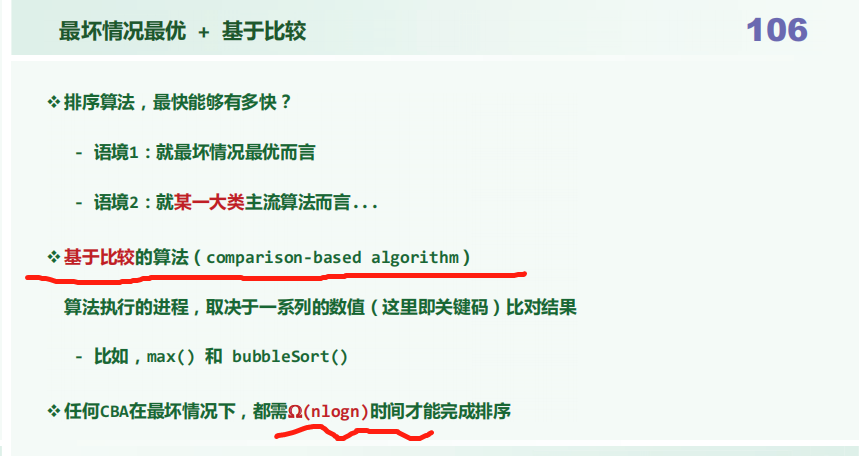 最坏情况最优 + 基于比较
106
❖排序算法，最快能够有多快？
- 语境1：就最坏情况最优而言
- 语境2：就某一大类主流算法而言...
❖基于比较的算法（comparison-based algorithm）
算法执行的进程，取决于一系列的数值（这里即关键码）比对结果
- 比如，max() 和 bubbleSort()
❖任何CBA在最坏情况下，都需Ω(nlogn)时间才能完成排序